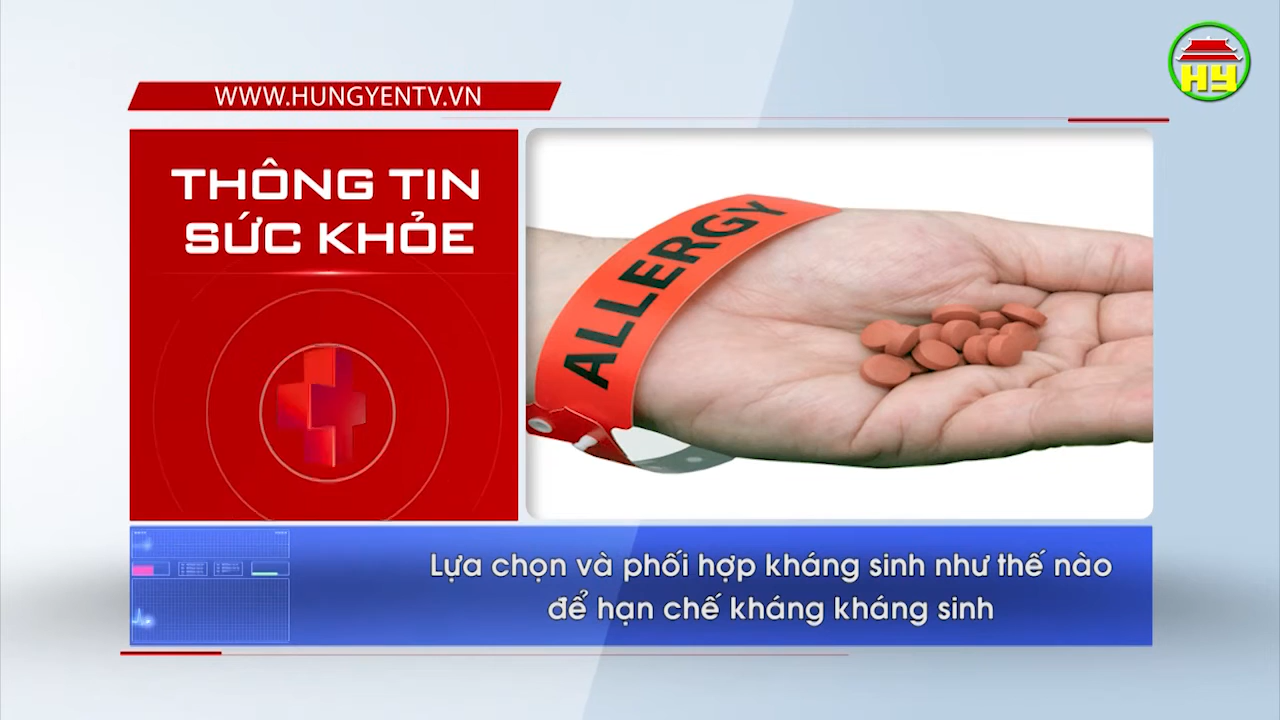 HY
WWW.HUNGYENTV.VN
THÔNG TIN
SỨC KHỎE
ALLERGY
Lựa chọn và phối hợp kháng sinh như thế nào
để hạn chế kháng kháng sinh